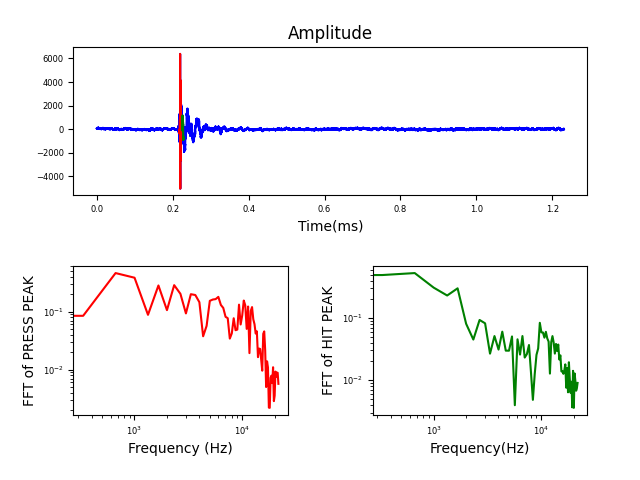 Amplitude
6000
4000
2000
0
−2000
−4000
0.0 0.2 0.4 0.6 0.8 1.0 1.2
Time(ms)
FFT of PRESS PEAK
10⁻¹
10⁻²
10³ 10⁴
Frequency (Hz)
FFT of HIT PEAK
10⁻¹
10⁻²
10³ 10⁴
Frequency(Hz)